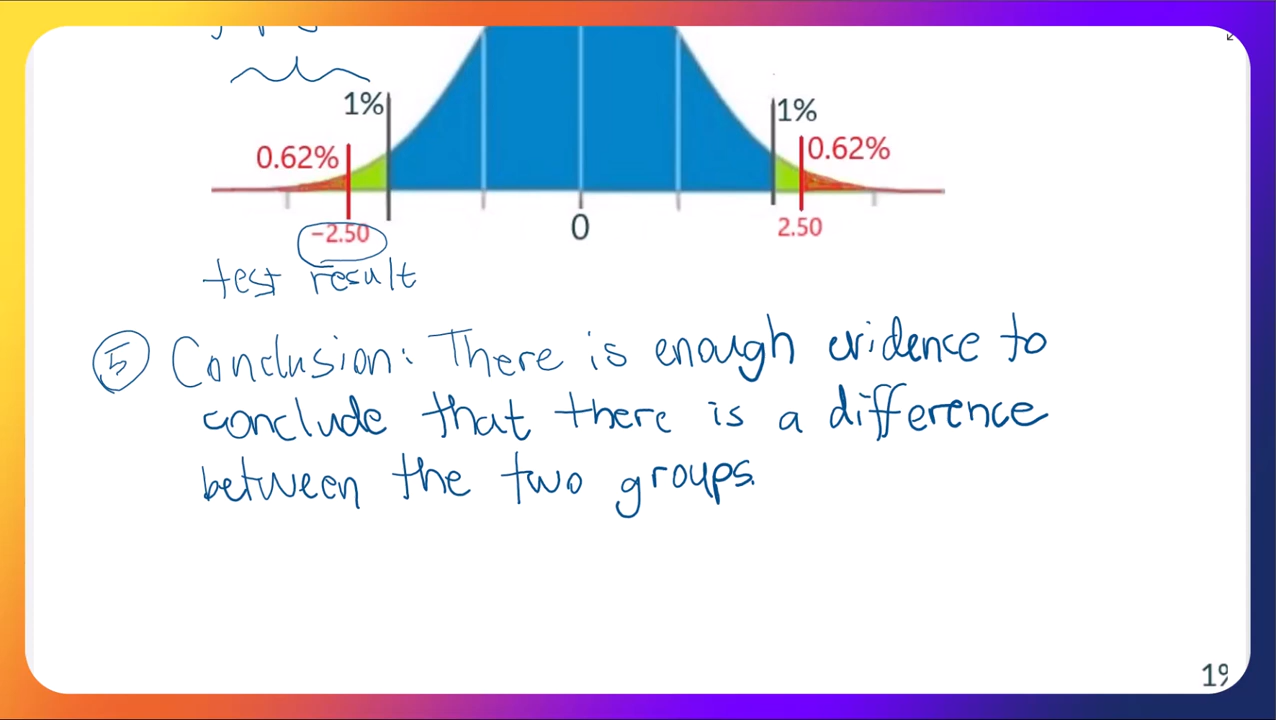 1% 1%
0.62% 0.62%
−2.50 0 2.50
test result
⑤ Conclusion: There is enough evidence to
conclude that there is a difference
between the two groups.
19